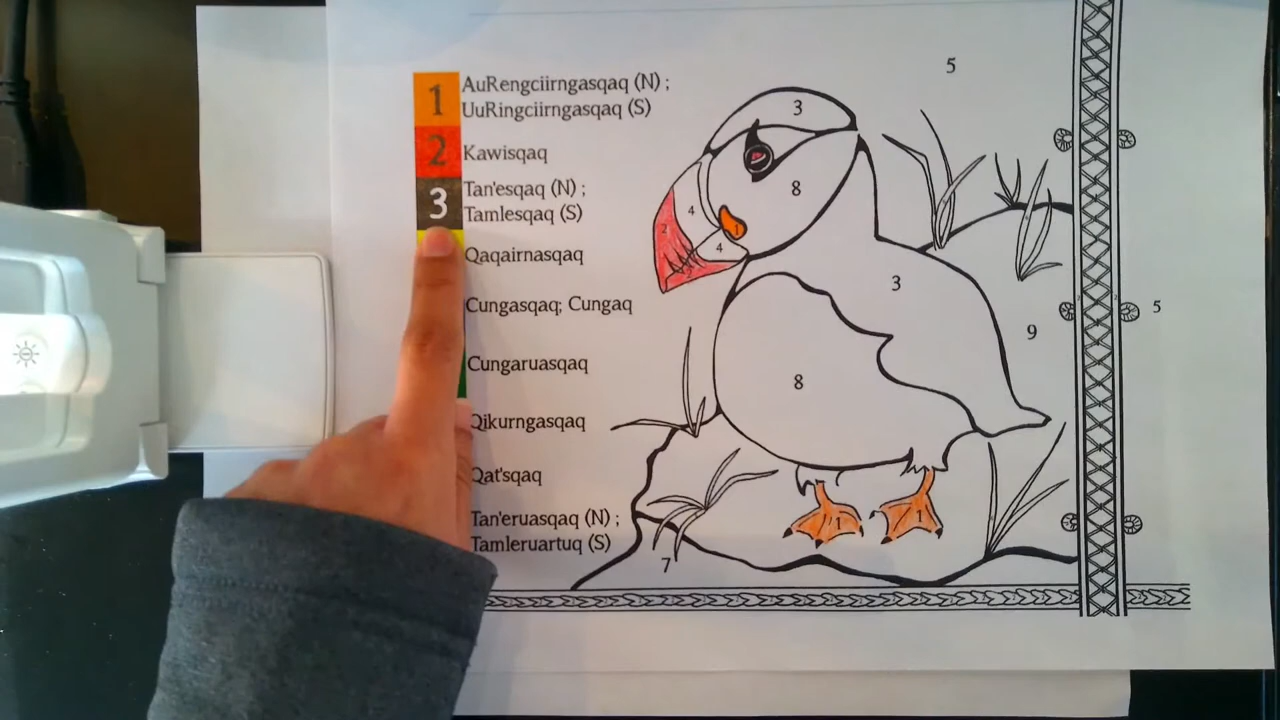 1 AuRengciirngasqaq (N) ;
UuRingciirngasqaq (S)
2 Kawisqaq
3 Tan'esqaq (N) ;
Tamlesqaq (S)
Qaqairnasqaq
Cungasqaq; Cungaq
Cungaruasqaq
Qikurngasqaq
Qat'sqaq
Tan'eruasqaq (N) ;
Tamleruartuq (S)
5
3
8
4
2
1
4
3
9
5
8
1
1
7